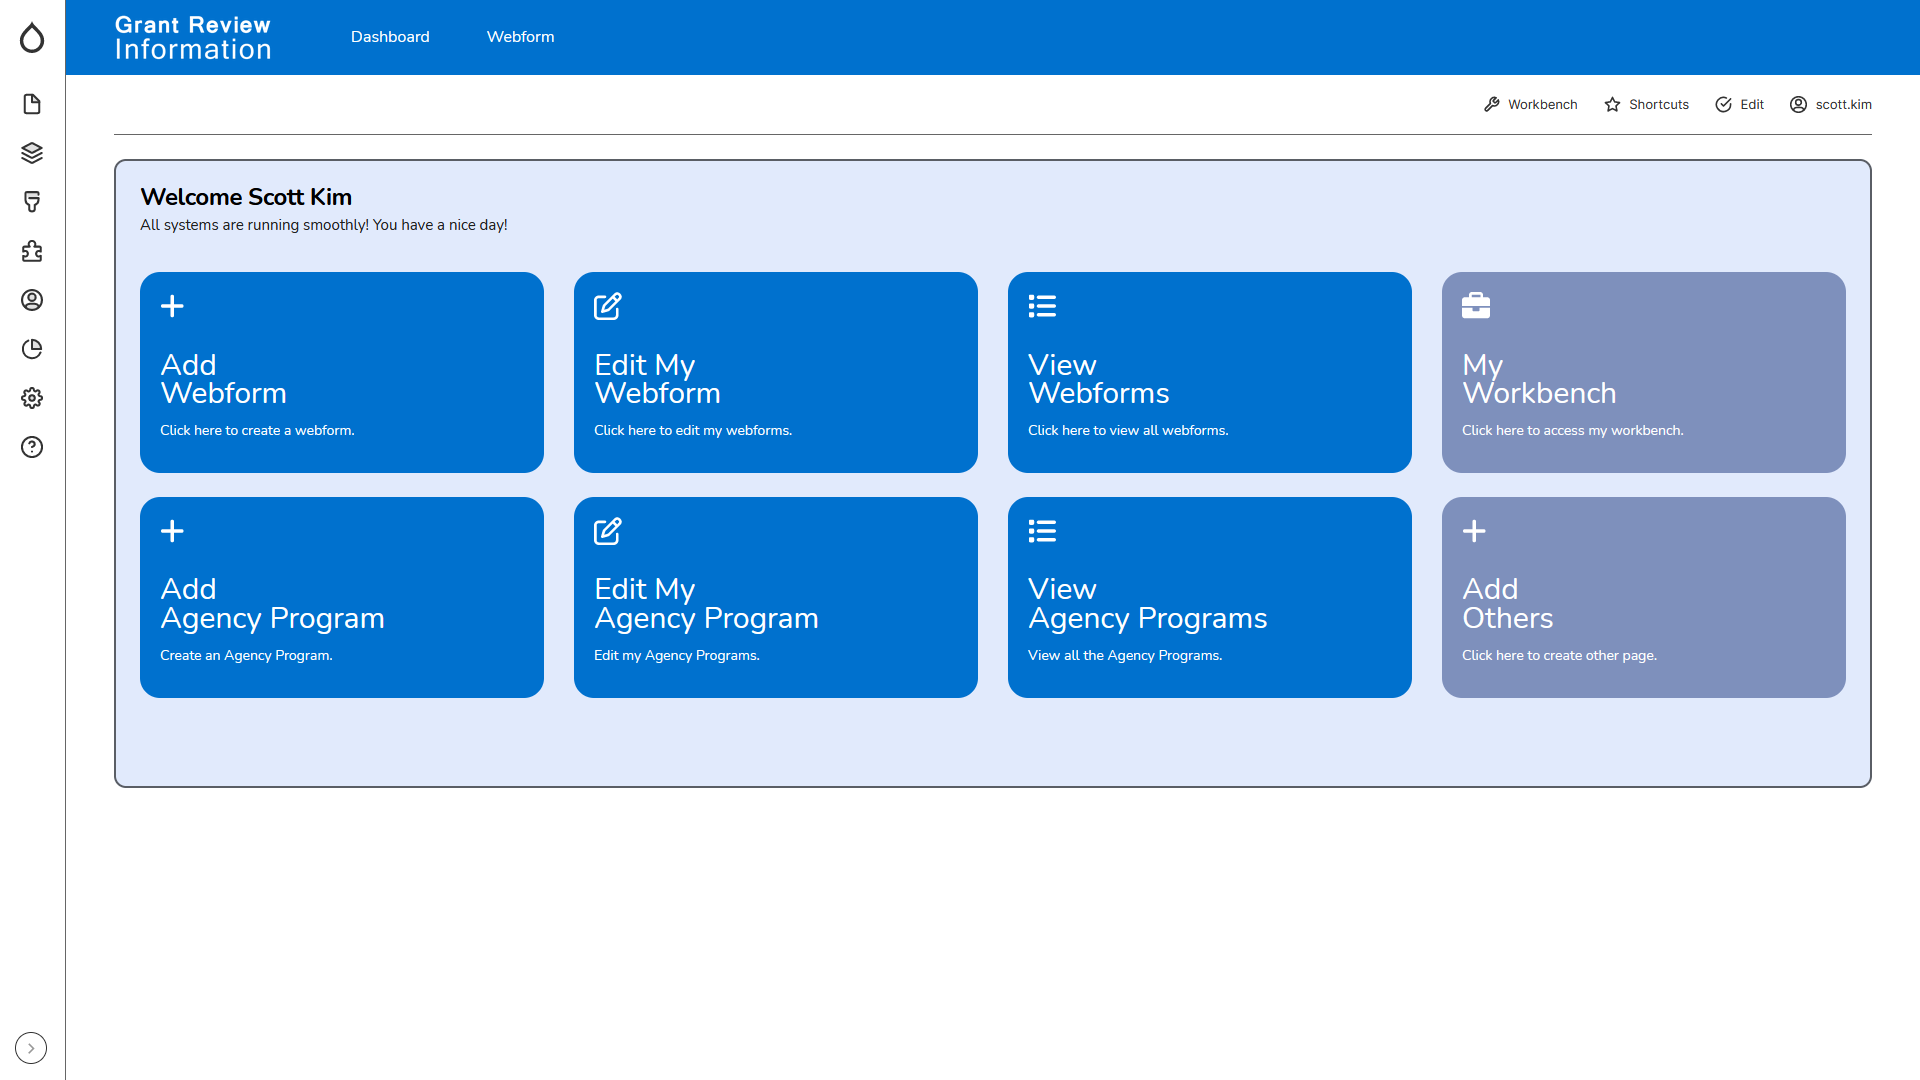 Grant Review
Information
Dashboard
Webform
Workbench
Shortcuts
Edit
scott.kim
Welcome Scott Kim
All systems are running smoothly! You have a nice day!
Add
Webform
Click here to create a webform.
Edit My
Webform
Click here to edit my webforms.
View
Webforms
Click here to view all webforms.
My
Workbench
Click here to access my workbench.
Add
Agency Program
Create an Agency Program.
Edit My
Agency Program
Edit my Agency Programs.
View
Agency Programs
View all the Agency Programs.
Add
Others
Click here to create other page.